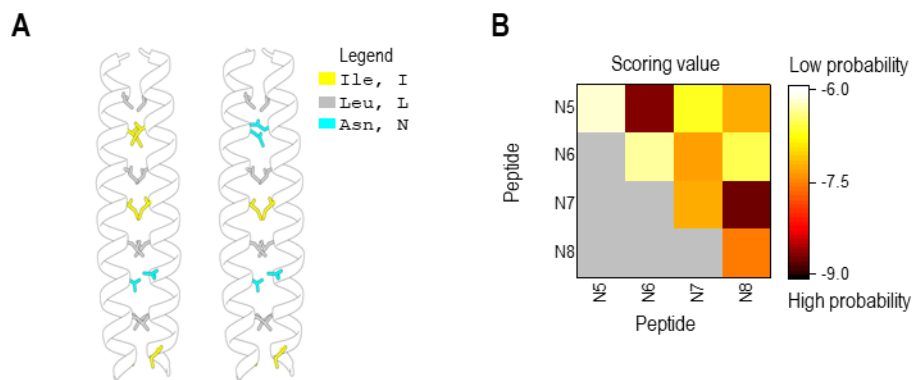 A
Legend
Ile, I
Leu, L
Asn, N
B
Scoring value
Low probability
Peptide
N5
N6
N7
N8
N5
N6
N7
N8
Peptide
-6.0
-7.5
-9.0
High probability